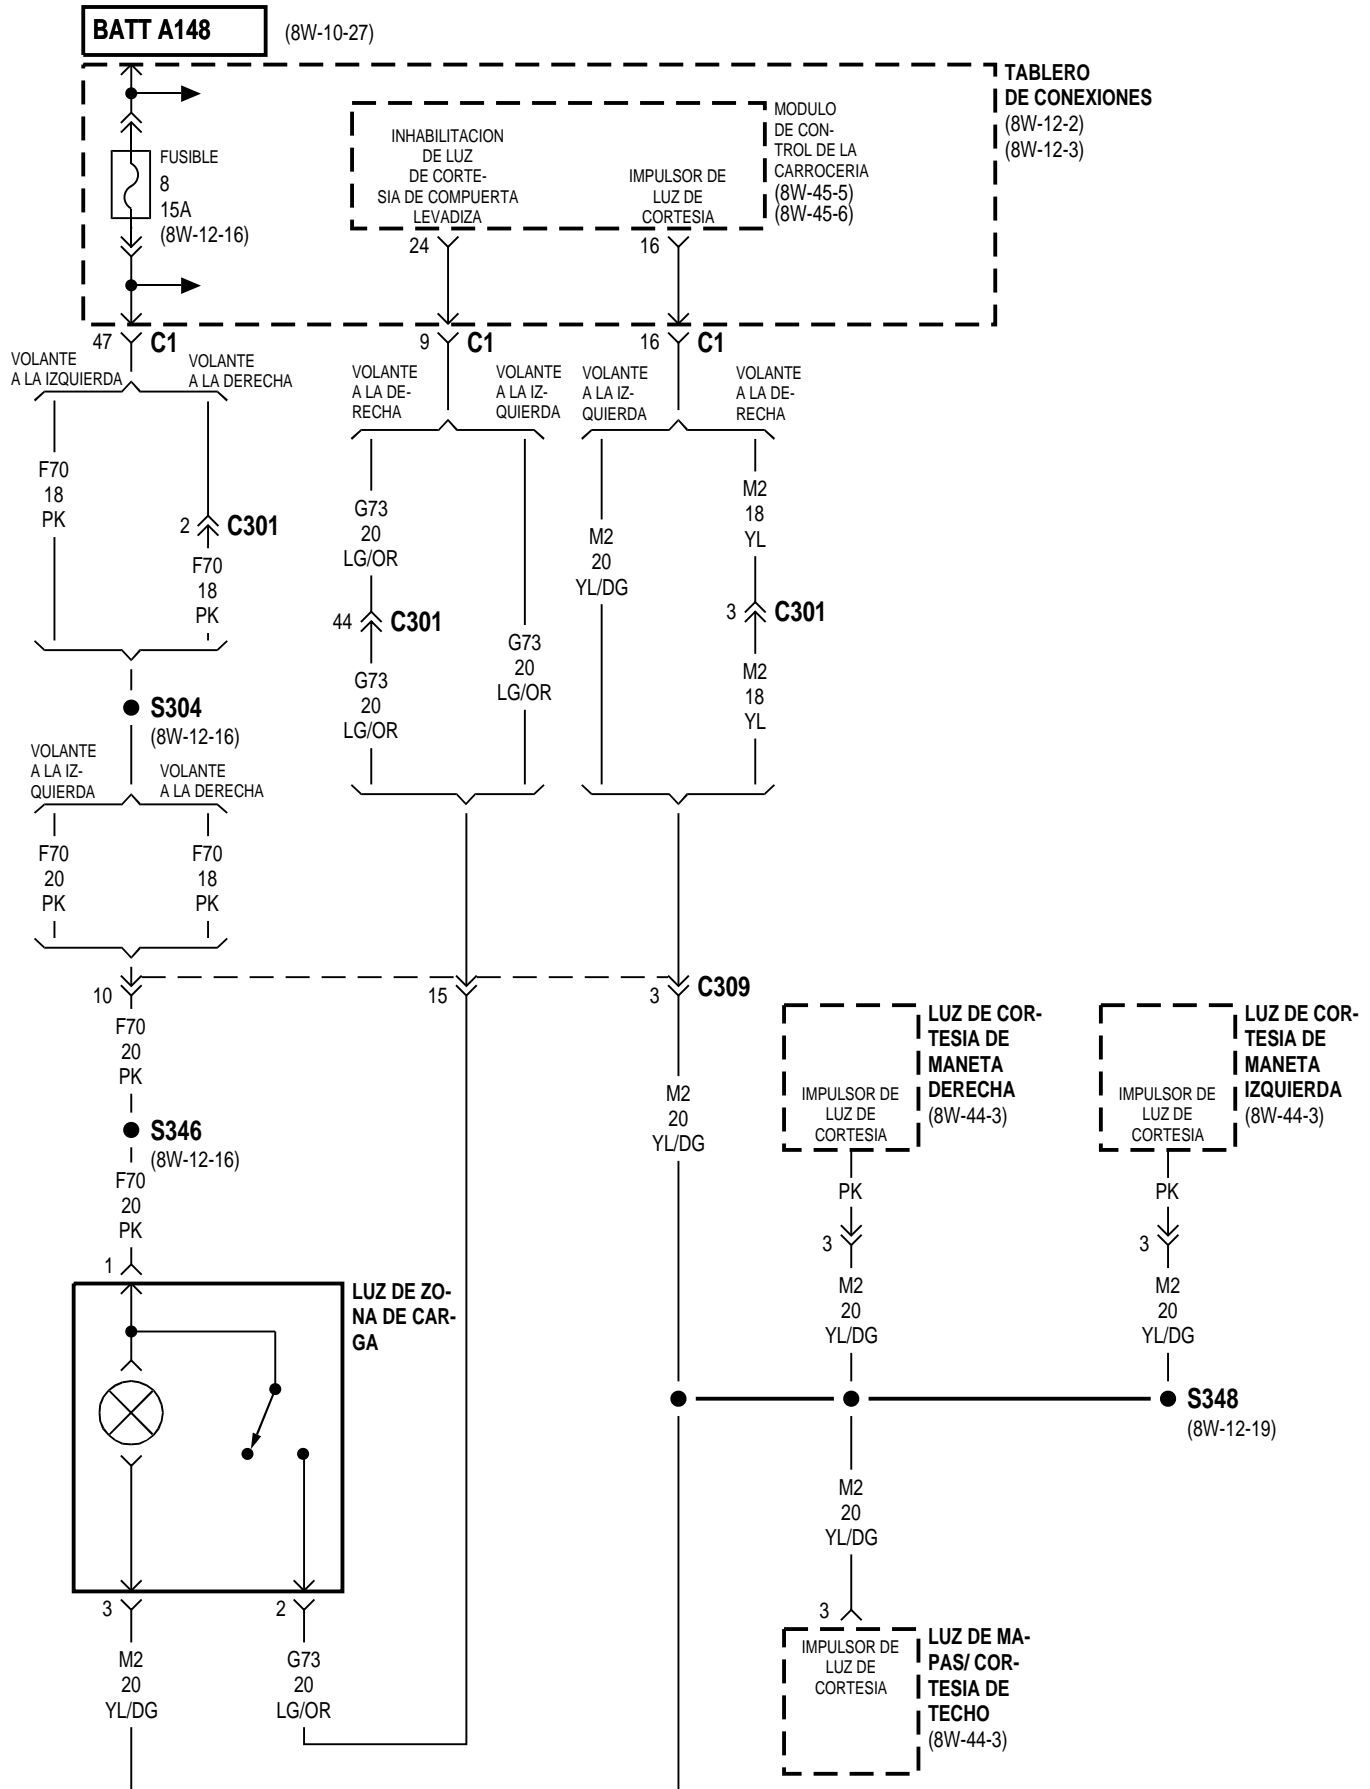 BATT A148
(8W-10-27)
TABLERO
DE CONEXIONES
(8W-12-2)
(8W-12-3)
FUSIBLE
8
15A
(8W-12-16)
INHABILITACION
DE LUZ
DE CORTE-
SIA DE COMPUERTA
LEVADIZA
IMPULSOR DE
LUZ DE
CORTESIA
MODULO
DE CON-
TROL DE LA
CARROCERIA
(8W-45-5)
(8W-45-6)
24
16
47
C1
9
C1
16
C1
VOLANTE
A LA IZQUIERDA
VOLANTE
A LA DERECHA
VOLANTE
A LA DE-
RECHA
VOLANTE
A LA IZ-
QUIERDA
VOLANTE
A LA IZ-
QUIERDA
VOLANTE
A LA DE-
RECHA
F70
18
PK
2
C301
F70
18
PK
G73
20
LG/OR
44
C301
G73
20
LG/OR
G73
20
LG/OR
M2
20
YL/DG
M2
18
YL
3
C301
M2
18
YL
S304
(8W-12-16)
VOLANTE
A LA IZ-
QUIERDA
VOLANTE
A LA DERECHA
F70
20
PK
F70
18
PK
10
15
3
C309
F70
20
PK
S346
(8W-12-16)
F70
20
PK
1
LUZ DE ZO-
NA DE CAR-
GA
M2
20
YL/DG
IMPULSOR DE
LUZ DE
CORTESIA
LUZ DE COR-
TESIA DE
MANETA
DERECHA
(8W-44-3)
IMPULSOR DE
LUZ DE
CORTESIA
LUZ DE COR-
TESIA DE
MANETA
IZQUIERDA
(8W-44-3)
PK
3
M2
20
YL/DG
PK
3
M2
20
YL/DG
S348
(8W-12-19)
M2
20
YL/DG
3
IMPULSOR DE
LUZ DE
CORTESIA
LUZ DE MA-
PAS/ COR-
TESIA DE
TECHO
(8W-44-3)
3
2
M2
20
YL/DG
G73
20
LG/OR